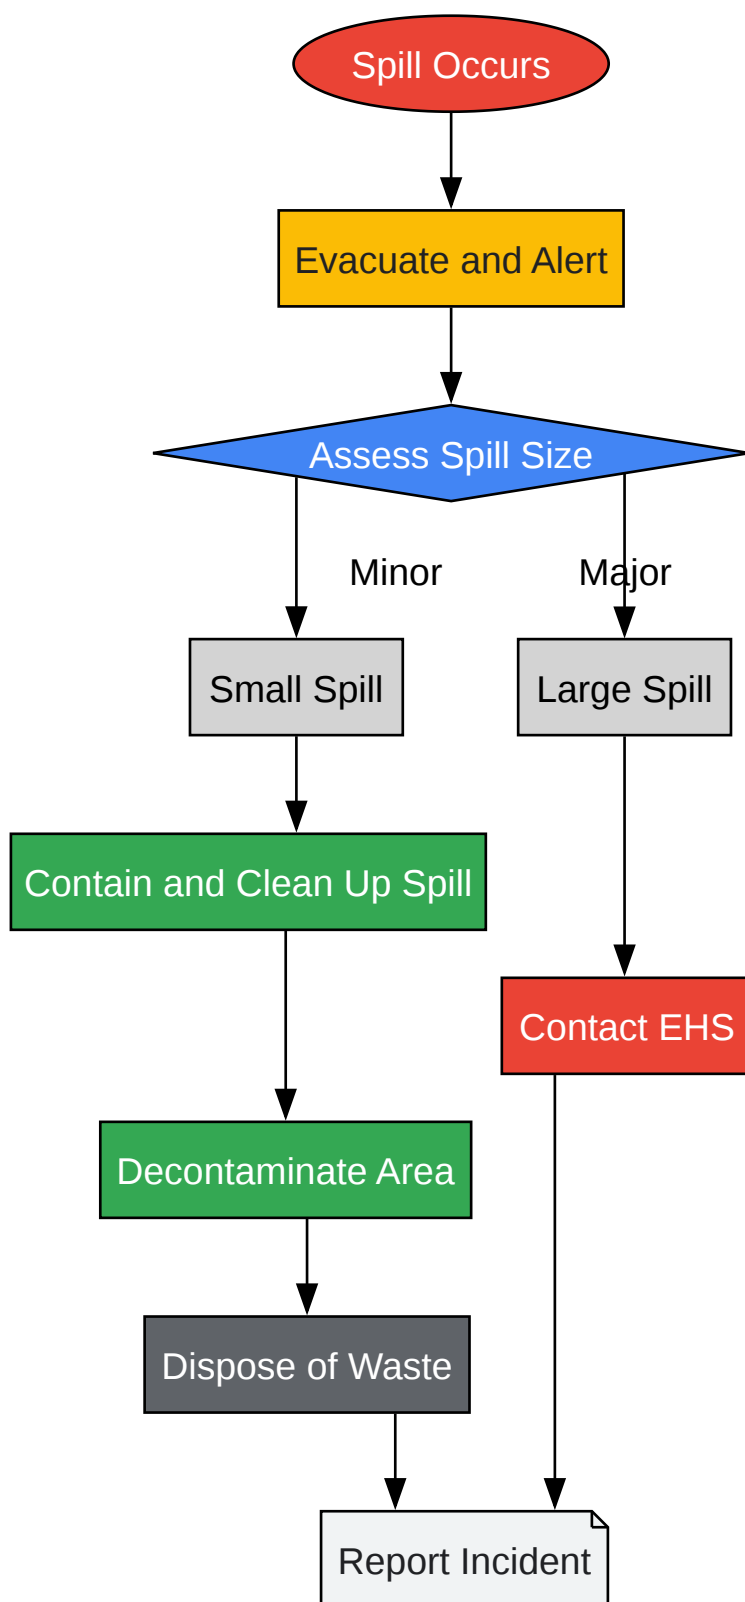 Spill Occurs
Evacuate and Alert
Assess Spill Size
Minor
Major
Small Spill
Large Spill
Contain and Clean Up Spill
Contact EHS
Decontaminate Area
Dispose of Waste
Report Incident